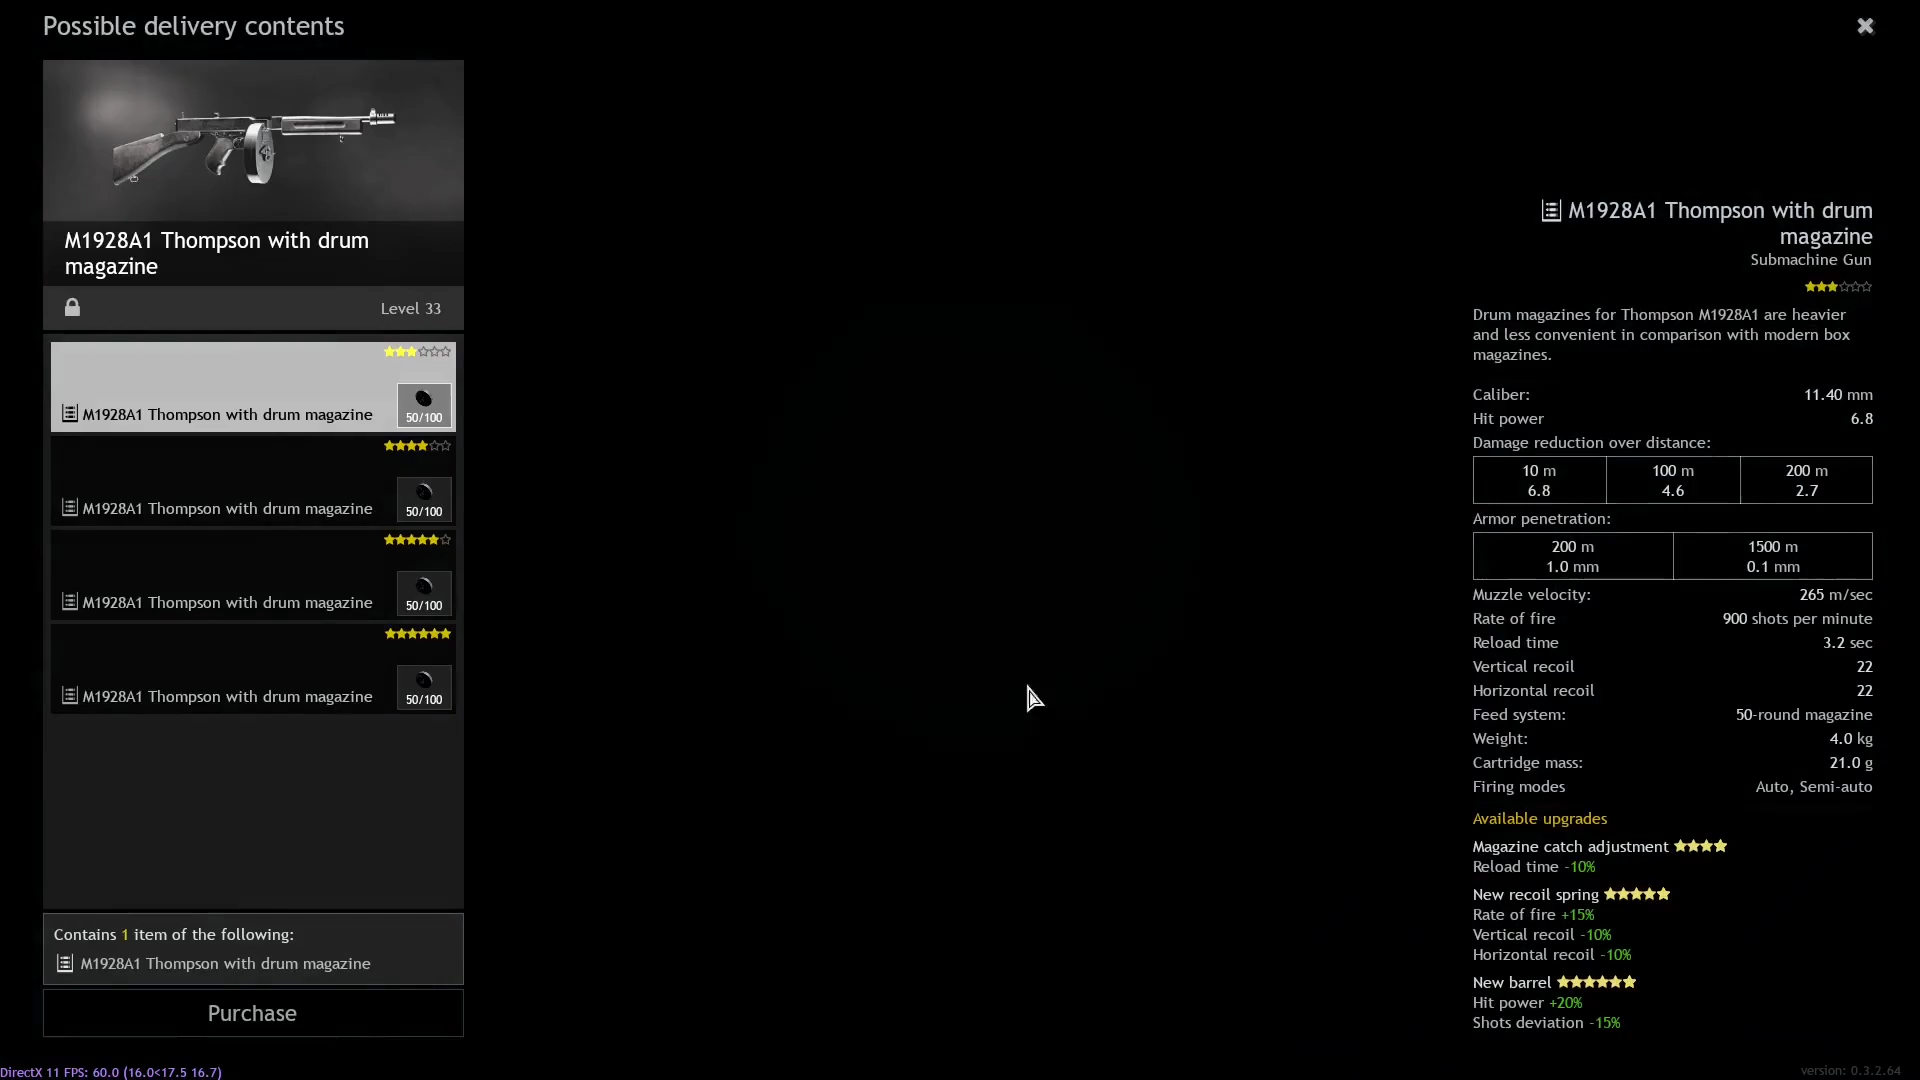 Possible delivery contents
M1928A1 Thompson with drum
magazine
Level 33
M1928A1 Thompson with drum magazine
50/100
M1928A1 Thompson with drum magazine
50/100
M1928A1 Thompson with drum magazine
50/100
M1928A1 Thompson with drum magazine
50/100
Contains 1 item of the following:
M1928A1 Thompson with drum magazine
Purchase
M1928A1 Thompson with drum
magazine
Submachine Gun
Drum magazines for Thompson M1928A1 are heavier
and less convenient in comparison with modern box
magazines.
Caliber: 11.40 mm
Hit power 6.8
Damage reduction over distance:
10 m 100 m 200 m
6.8 4.6 2.7
Armor penetration:
200 m 1500 m
1.0 mm 0.1 mm
Muzzle velocity: 265 m/sec
Rate of fire 900 shots per minute
Reload time 3.2 sec
Vertical recoil 22
Horizontal recoil 22
Feed system: 50-round magazine
Weight: 4.0 kg
Cartridge mass: 21.0 g
Firing modes Auto, Semi-auto
Available upgrades
Magazine catch adjustment
Reload time -10%
New recoil spring
Rate of fire +15%
Vertical recoil -10%
Horizontal recoil -10%
New barrel
Hit power +20%
Shots deviation -15%
DirectX 11 FPS: 60.0 (16.0<17.5 16.7)
version: 0.3.2.64